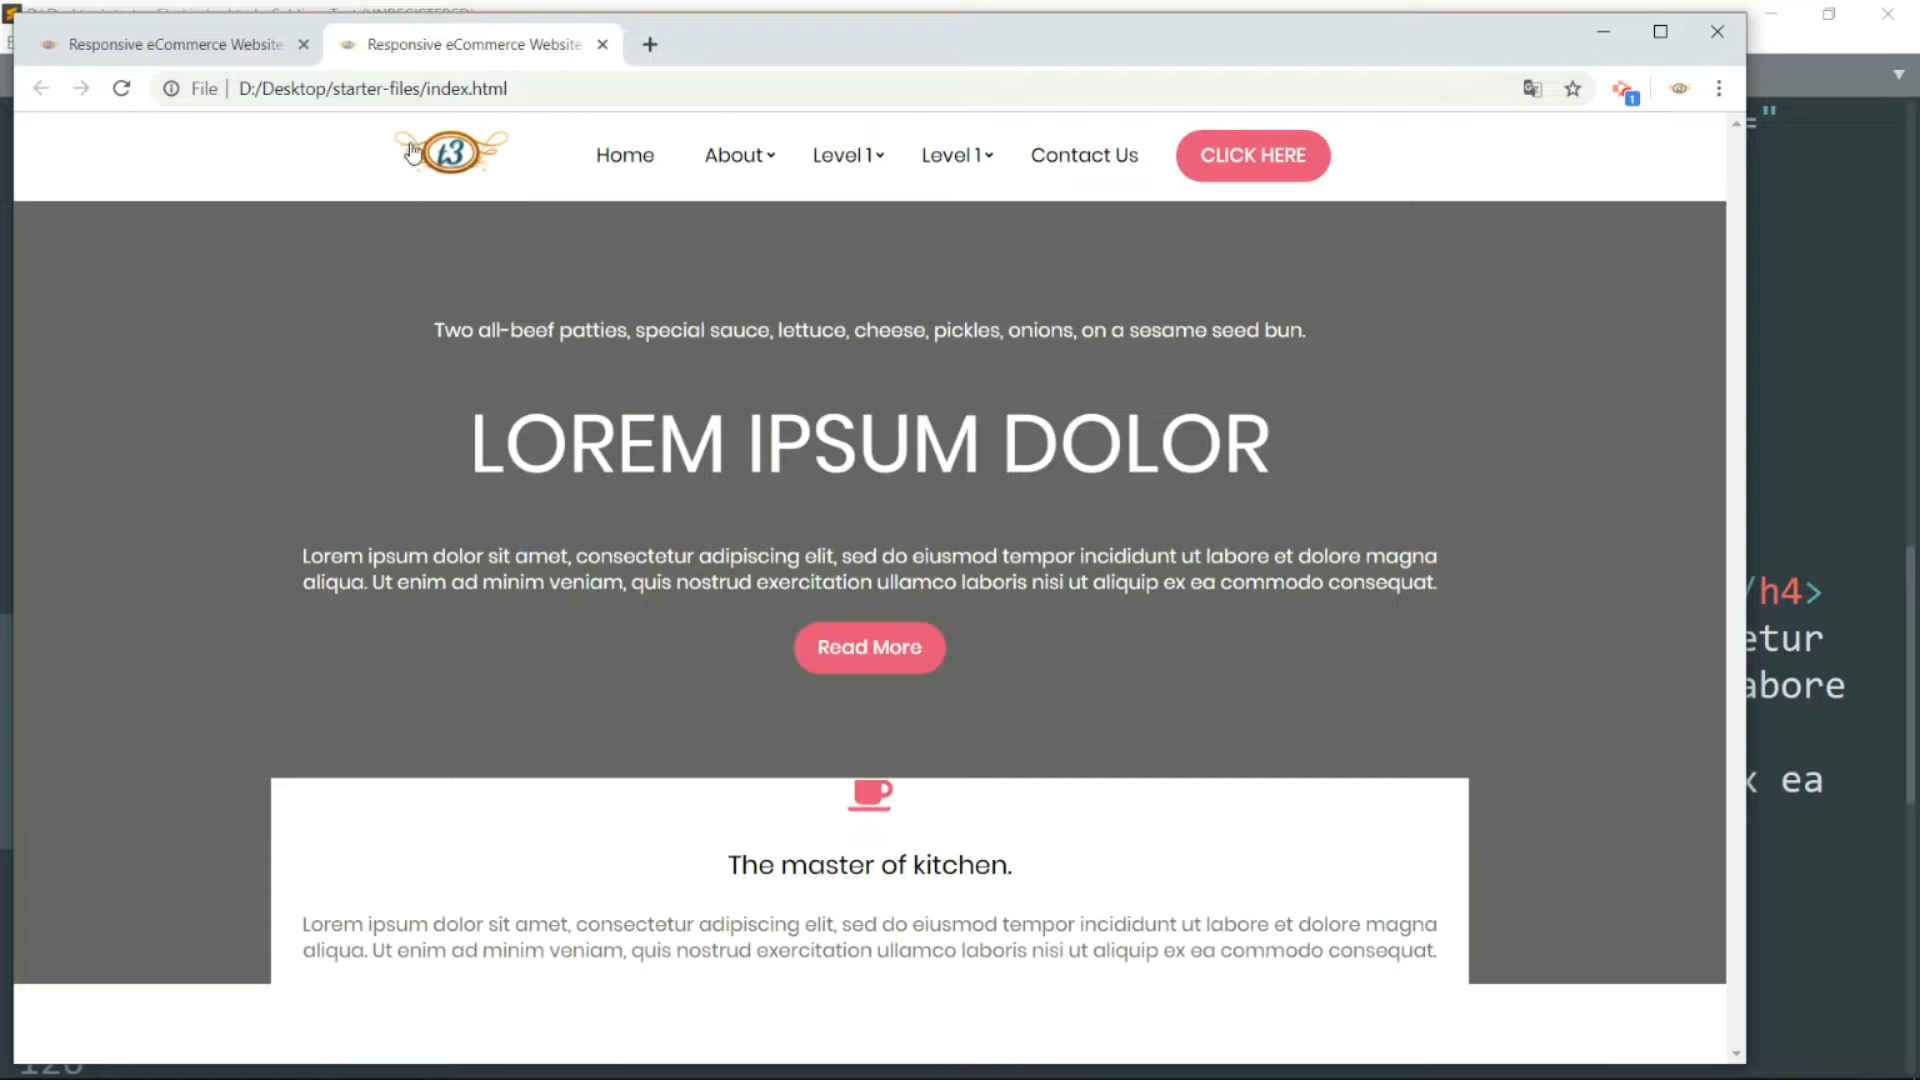 Responsive eCommerce Website
Responsive eCommerce Website
File
D:/Desktop/starter-files/index.html
1
t3
Home
About
Level 1
Level 1
Contact Us
CLICK HERE
="
Two all-beef patties, special sauce, lettuce, cheese, pickles, onions, on a sesame seed bun.
LOREM IPSUM DOLOR
Lorem ipsum dolor sit amet, consectetur adipiscing elit, sed do eiusmod tempor incididunt ut labore et dolore magna
aliqua. Ut enim ad minim veniam, quis nostrud exercitation ullamco laboris nisi ut aliquip ex ea commodo consequat.
Read More
/h4>
etur
abore
x ea
The master of kitchen.
Lorem ipsum dolor sit amet, consectetur adipiscing elit, sed do eiusmod tempor incididunt ut labore et dolore magna
aliqua. Ut enim ad minim veniam, quis nostrud exercitation ullamco laboris nisi ut aliquip ex ea commodo consequat.